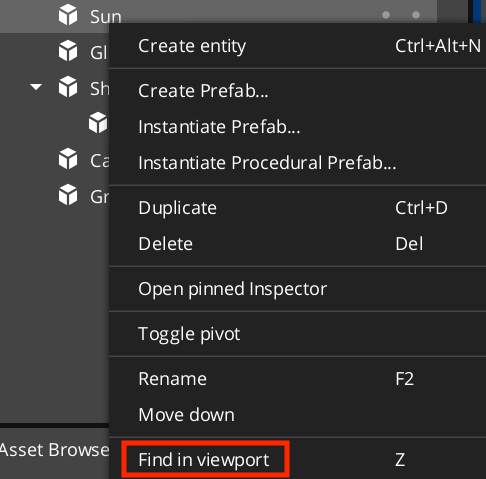 Sun
Create entity Ctrl+Alt+N
Gl
Create Prefab...
Sh
Instantiate Prefab...
Ca
Instantiate Procedural Prefab...
Gr
Duplicate Ctrl+D
Delete Del
Open pinned Inspector
Toggle pivot
Rename F2
Move down
Asset Browse
Find in viewport Z